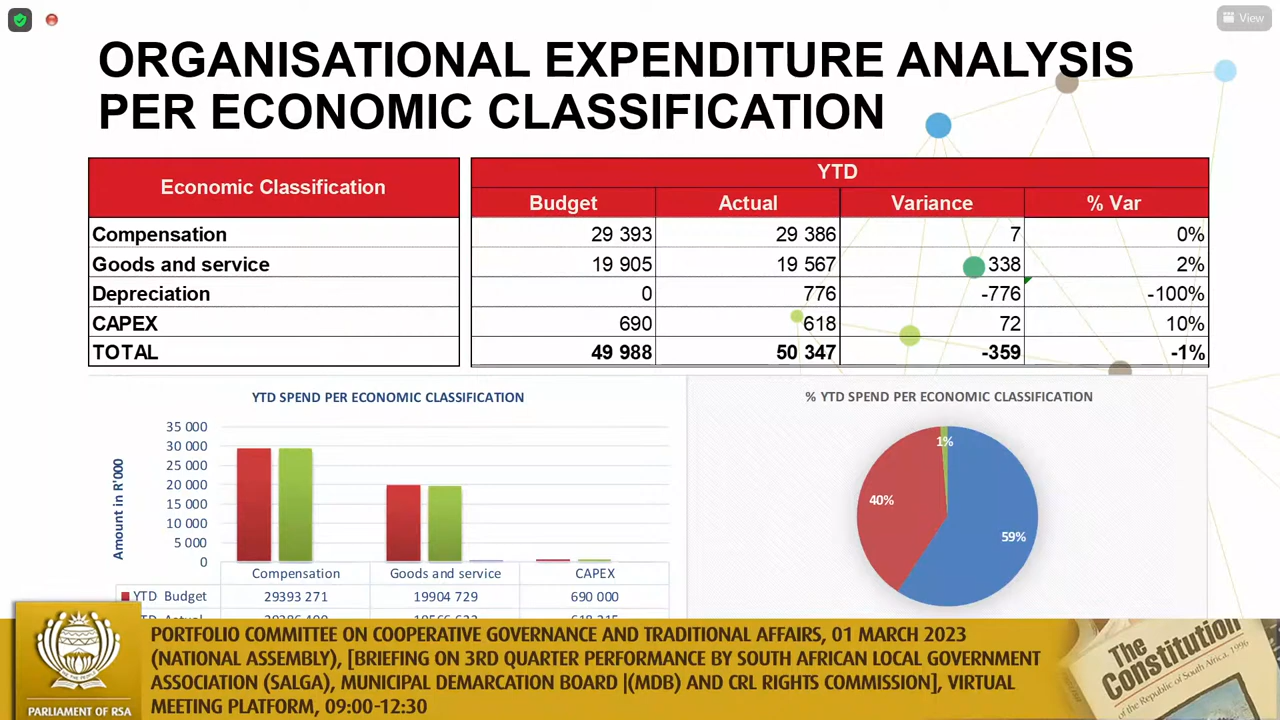 View
ORGANISATIONAL EXPENDITURE ANALYSIS
PER ECONOMIC CLASSIFICATION
Economic Classification
YTD
Budget Actual Variance % Var
Compensation 29 393 29 386 7 0%
Goods and service 19 905 19 567 338 2%
Depreciation 0 776 -776 -100%
CAPEX 690 618 72 10%
TOTAL 49 988 50 347 -359 -1%
YTD SPEND PER ECONOMIC CLASSIFICATION
Amount in R'000
35 000
30 000
25 000
20 000
15 000
10 000
5 000
0
Compensation Goods and service CAPEX
YTD Budget 29393 271 19904 729 690 000
% YTD SPEND PER ECONOMIC CLASSIFICATION
1%
40%
59%
PORTFOLIO COMMITTEE ON COOPERATIVE GOVERNANCE AND TRADITIONAL AFFAIRS, 01 MARCH 2023
(NATIONAL ASSEMBLY), [BRIEFING ON 3RD QUARTER PERFORMANCE BY SOUTH AFRICAN LOCAL GOVERNMENT
ASSOCIATION (SALGA), MUNICIPAL DEMARCATION BOARD |(MDB) AND CRL RIGHTS COMMISSION], VIRTUAL
MEETING PLATFORM, 09:00-12:30
PARLIAMENT OF RSA
The
Constitution
of the Republic of South Africa, 1996